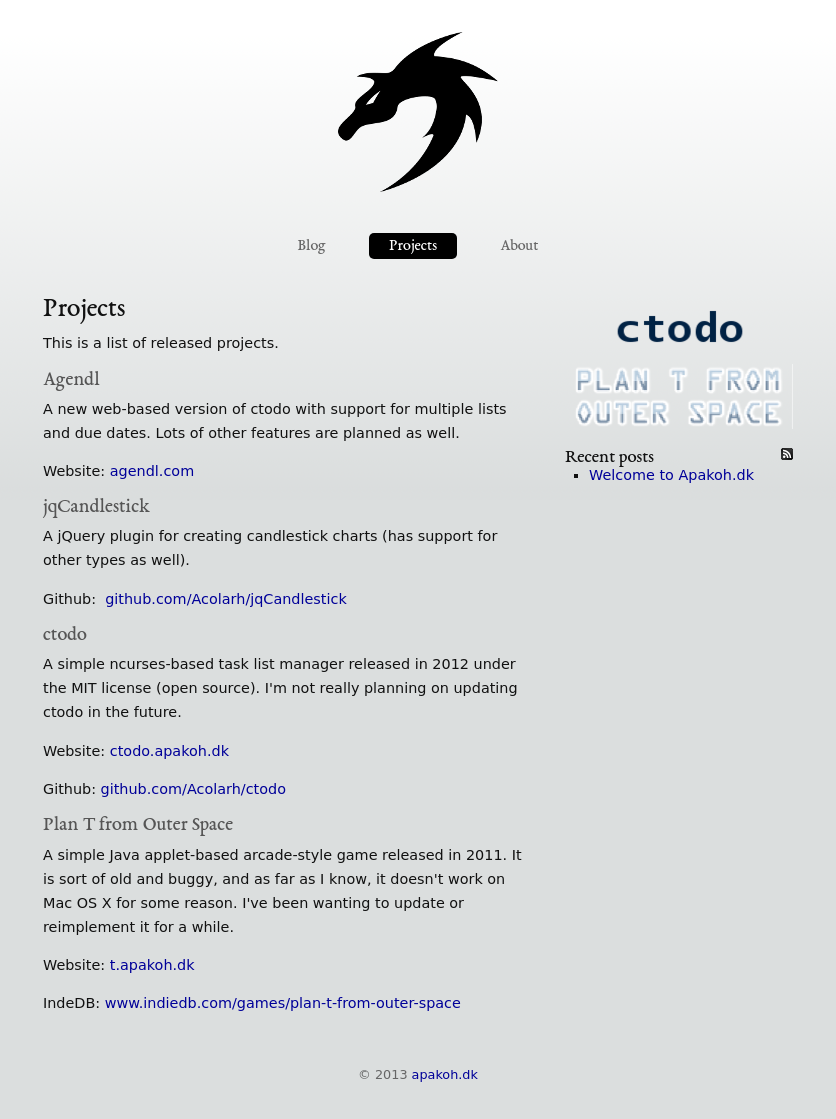 Blog Projects About
Projects
This is a list of released projects.
Agendl
A new web-based version of ctodo with support for multiple lists
and due dates. Lots of other features are planned as well.
Website: agendl.com
jqCandlestick
A jQuery plugin for creating candlestick charts (has support for
other types as well).
Github: github.com/Acolarh/jqCandlestick
ctodo
A simple ncurses-based task list manager released in 2012 under
the MIT license (open source). I'm not really planning on updating
ctodo in the future.
Website: ctodo.apakoh.dk
Github: github.com/Acolarh/ctodo
Plan T from Outer Space
A simple Java applet-based arcade-style game released in 2011. It
is sort of old and buggy, and as far as I know, it doesn't work on
Mac OS X for some reason. I've been wanting to update or
reimplement it for a while.
Website: t.apakoh.dk
IndeDB: www.indiedb.com/games/plan-t-from-outer-space
ctodo
PLAN T FROM
OUTER SPACE
Recent posts
Welcome to Apakoh.dk
© 2013 apakoh.dk